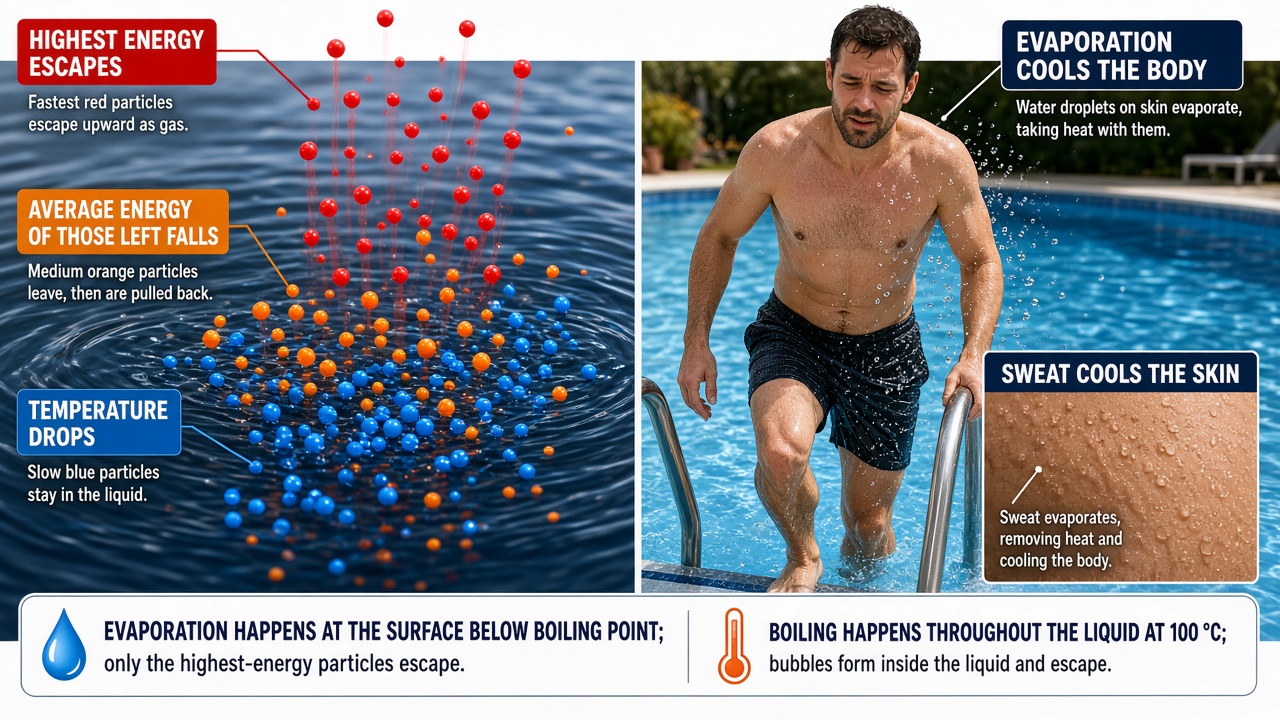 HIGHEST ENERGY
ESCAPES
Fastest red particles
escape upward as gas.
AVERAGE ENERGY
OF THOSE LEFT FALLS
Medium orange particles
leave, then are pulled back.
TEMPERATURE
DROPS
Slow blue particles
stay in the liquid.
EVAPORATION
COOLS THE BODY
Water droplets on skin evaporate,
taking heat with them.
SWEAT COOLS THE SKIN
Sweat evaporates,
removing heat and
cooling the body.
EVAPORATION HAPPENS AT THE SURFACE BELOW BOILING POINT;
only the highest-energy particles escape.
BOILING HAPPENS THROUGHOUT THE LIQUID AT 100 °C;
bubbles form inside the liquid and escape.